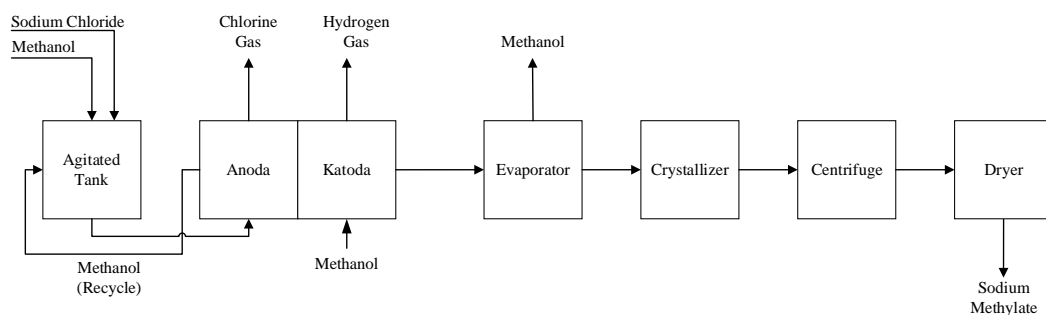 Sodium Chloride
Methanol
Chlorine
Gas
Hydrogen
Gas
Methanol
Agitated
Tank
Anoda
Katoda
Evaporator
Crystallizer
Centrifuge
Dryer
Methanol
(Recycle)
Methanol
Sodium
Methylate